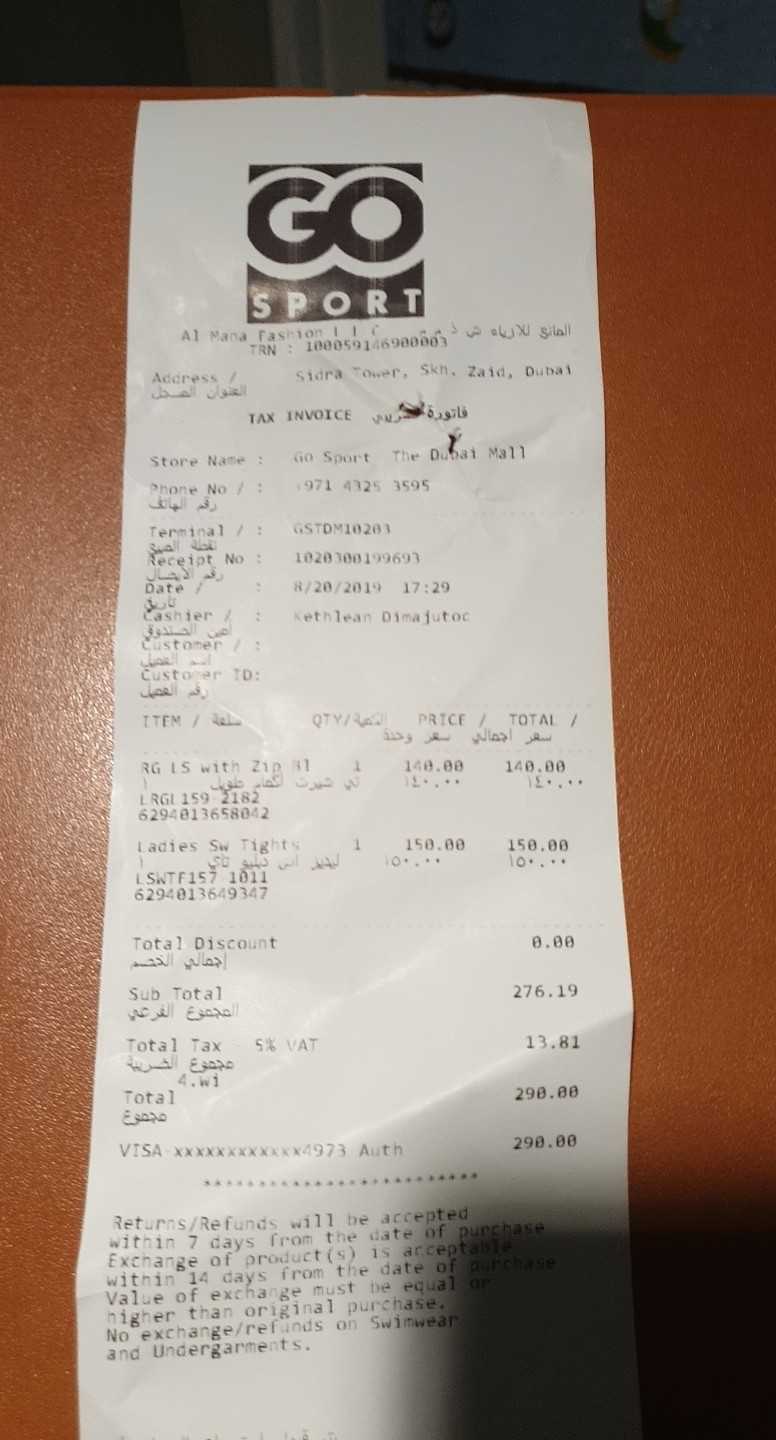 GO
SPORT
Al Mana Fashion L L C المانع للازياء ش ذ م م
TRN : 100059146900003
Address / Sidra Tower, Skh. Zaid, Dubai
العنوان المسجل
TAX INVOICE فاتورة
Store Name : Go Sport The Dubai Mall
Phone No / : +971 4325 3595
رقم الهاتف
Terminal / : GSTDM10203
نقطة البيع
Receipt No : 1020300199693
رقم الايصال
Date / : 8/20/2019 17:29
تاريخ
Cashier / : Kethlean Dimajutoc
امين الصندوق
Customer / :
اسم العميل
Customer ID:
رقم العميل
ITEM / سلعة QTY/الكمية PRICE / TOTAL /
سعر وحدة سعر اجمالي
RG LS with Zip Bl 1 140.00 140.00
١ تي شيرت اكمام طويل ١٤٠.٠٠ ١٤٠.٠٠
LRGL159 2182
6294013658042
Ladies Sw Tights 1 150.00 150.00
١ ليديز اس دبليو تاي ١٥٠.٠٠ ١٥٠.٠٠
LSWTF157 1011
6294013649347
Total Discount 0.00
إجمالي الخصم
Sub Total 276.19
المجموع الفرعي
Total Tax - 5% VAT 13.81
مجموع الضريبة
4.wi
Total 290.00
مجموع
VISA-xxxxxxxxxxxx4973 Auth 290.00
*************************
Returns/Refunds will be accepted
within 7 days from the date of purchase
Exchange of product(s) is acceptable
within 14 days from the date of purchase
Value of exchange must be equal or
higher than original purchase.
No exchange/refunds on Swimwear
and Undergarments.